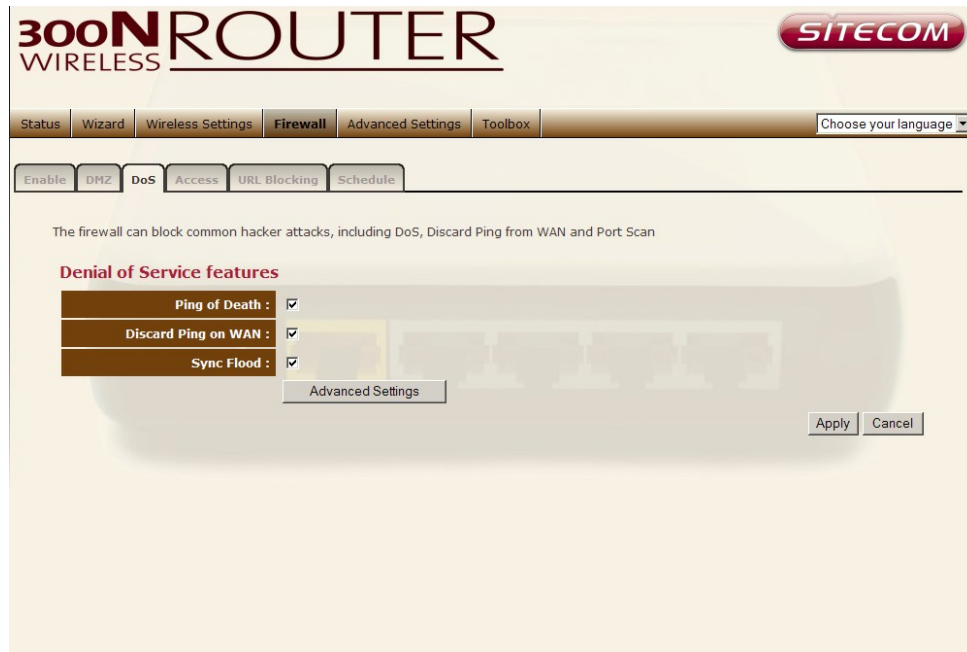 300N ROUTER
WIRELESS
SITECOM
Status Wizard Wireless Settings Firewall Advanced Settings Toolbox Choose your language
Enable DMZ DoS Access URL Blocking Schedule
The firewall can block common hacker attacks, including DoS, Discard Ping from WAN and Port Scan
Denial of Service features
Ping of Death :
Discard Ping on WAN :
Sync Flood :
Advanced Settings
Apply Cancel